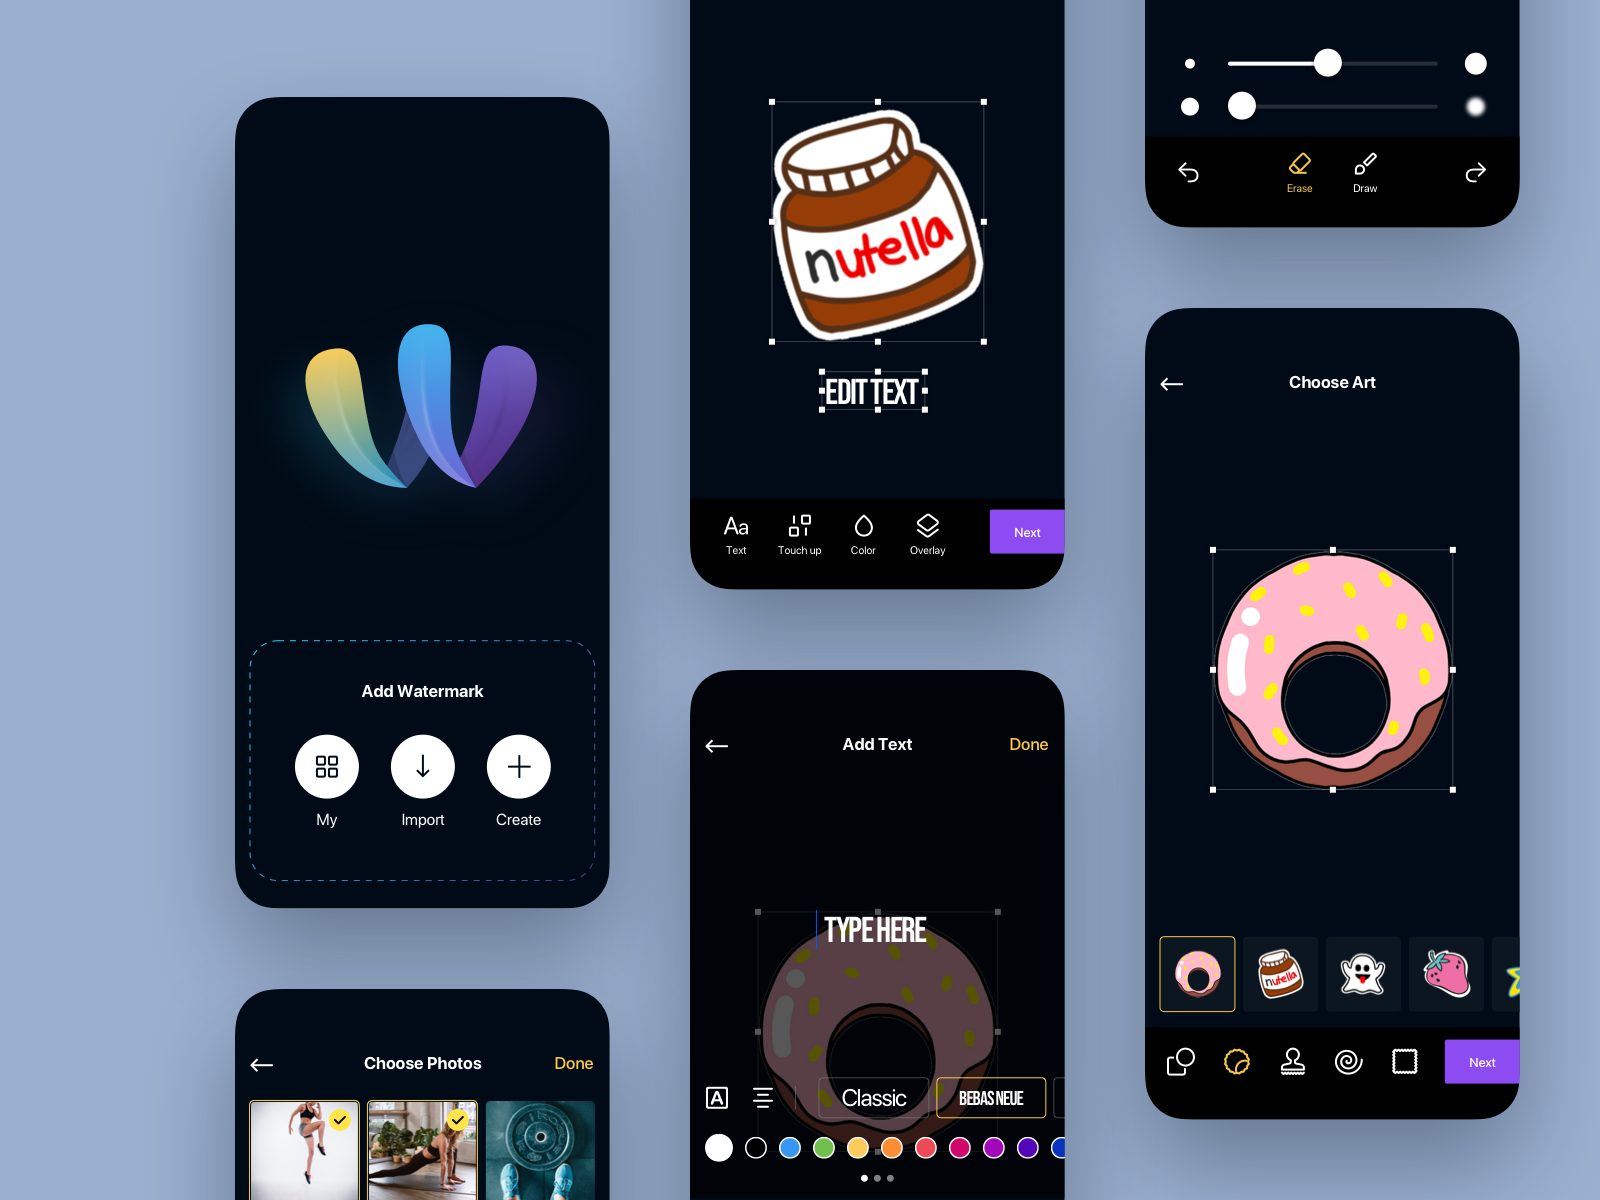 Add Watermark
My
Import
Create
Choose Photos
Done
nutella
EDIT TEXT
Aa
Text
Touch up
Color
Overlay
Next
Add Text
Done
TYPE HERE
A
Classic
BEBAS NEUE
Erase
Draw
Choose Art
nutella
Next